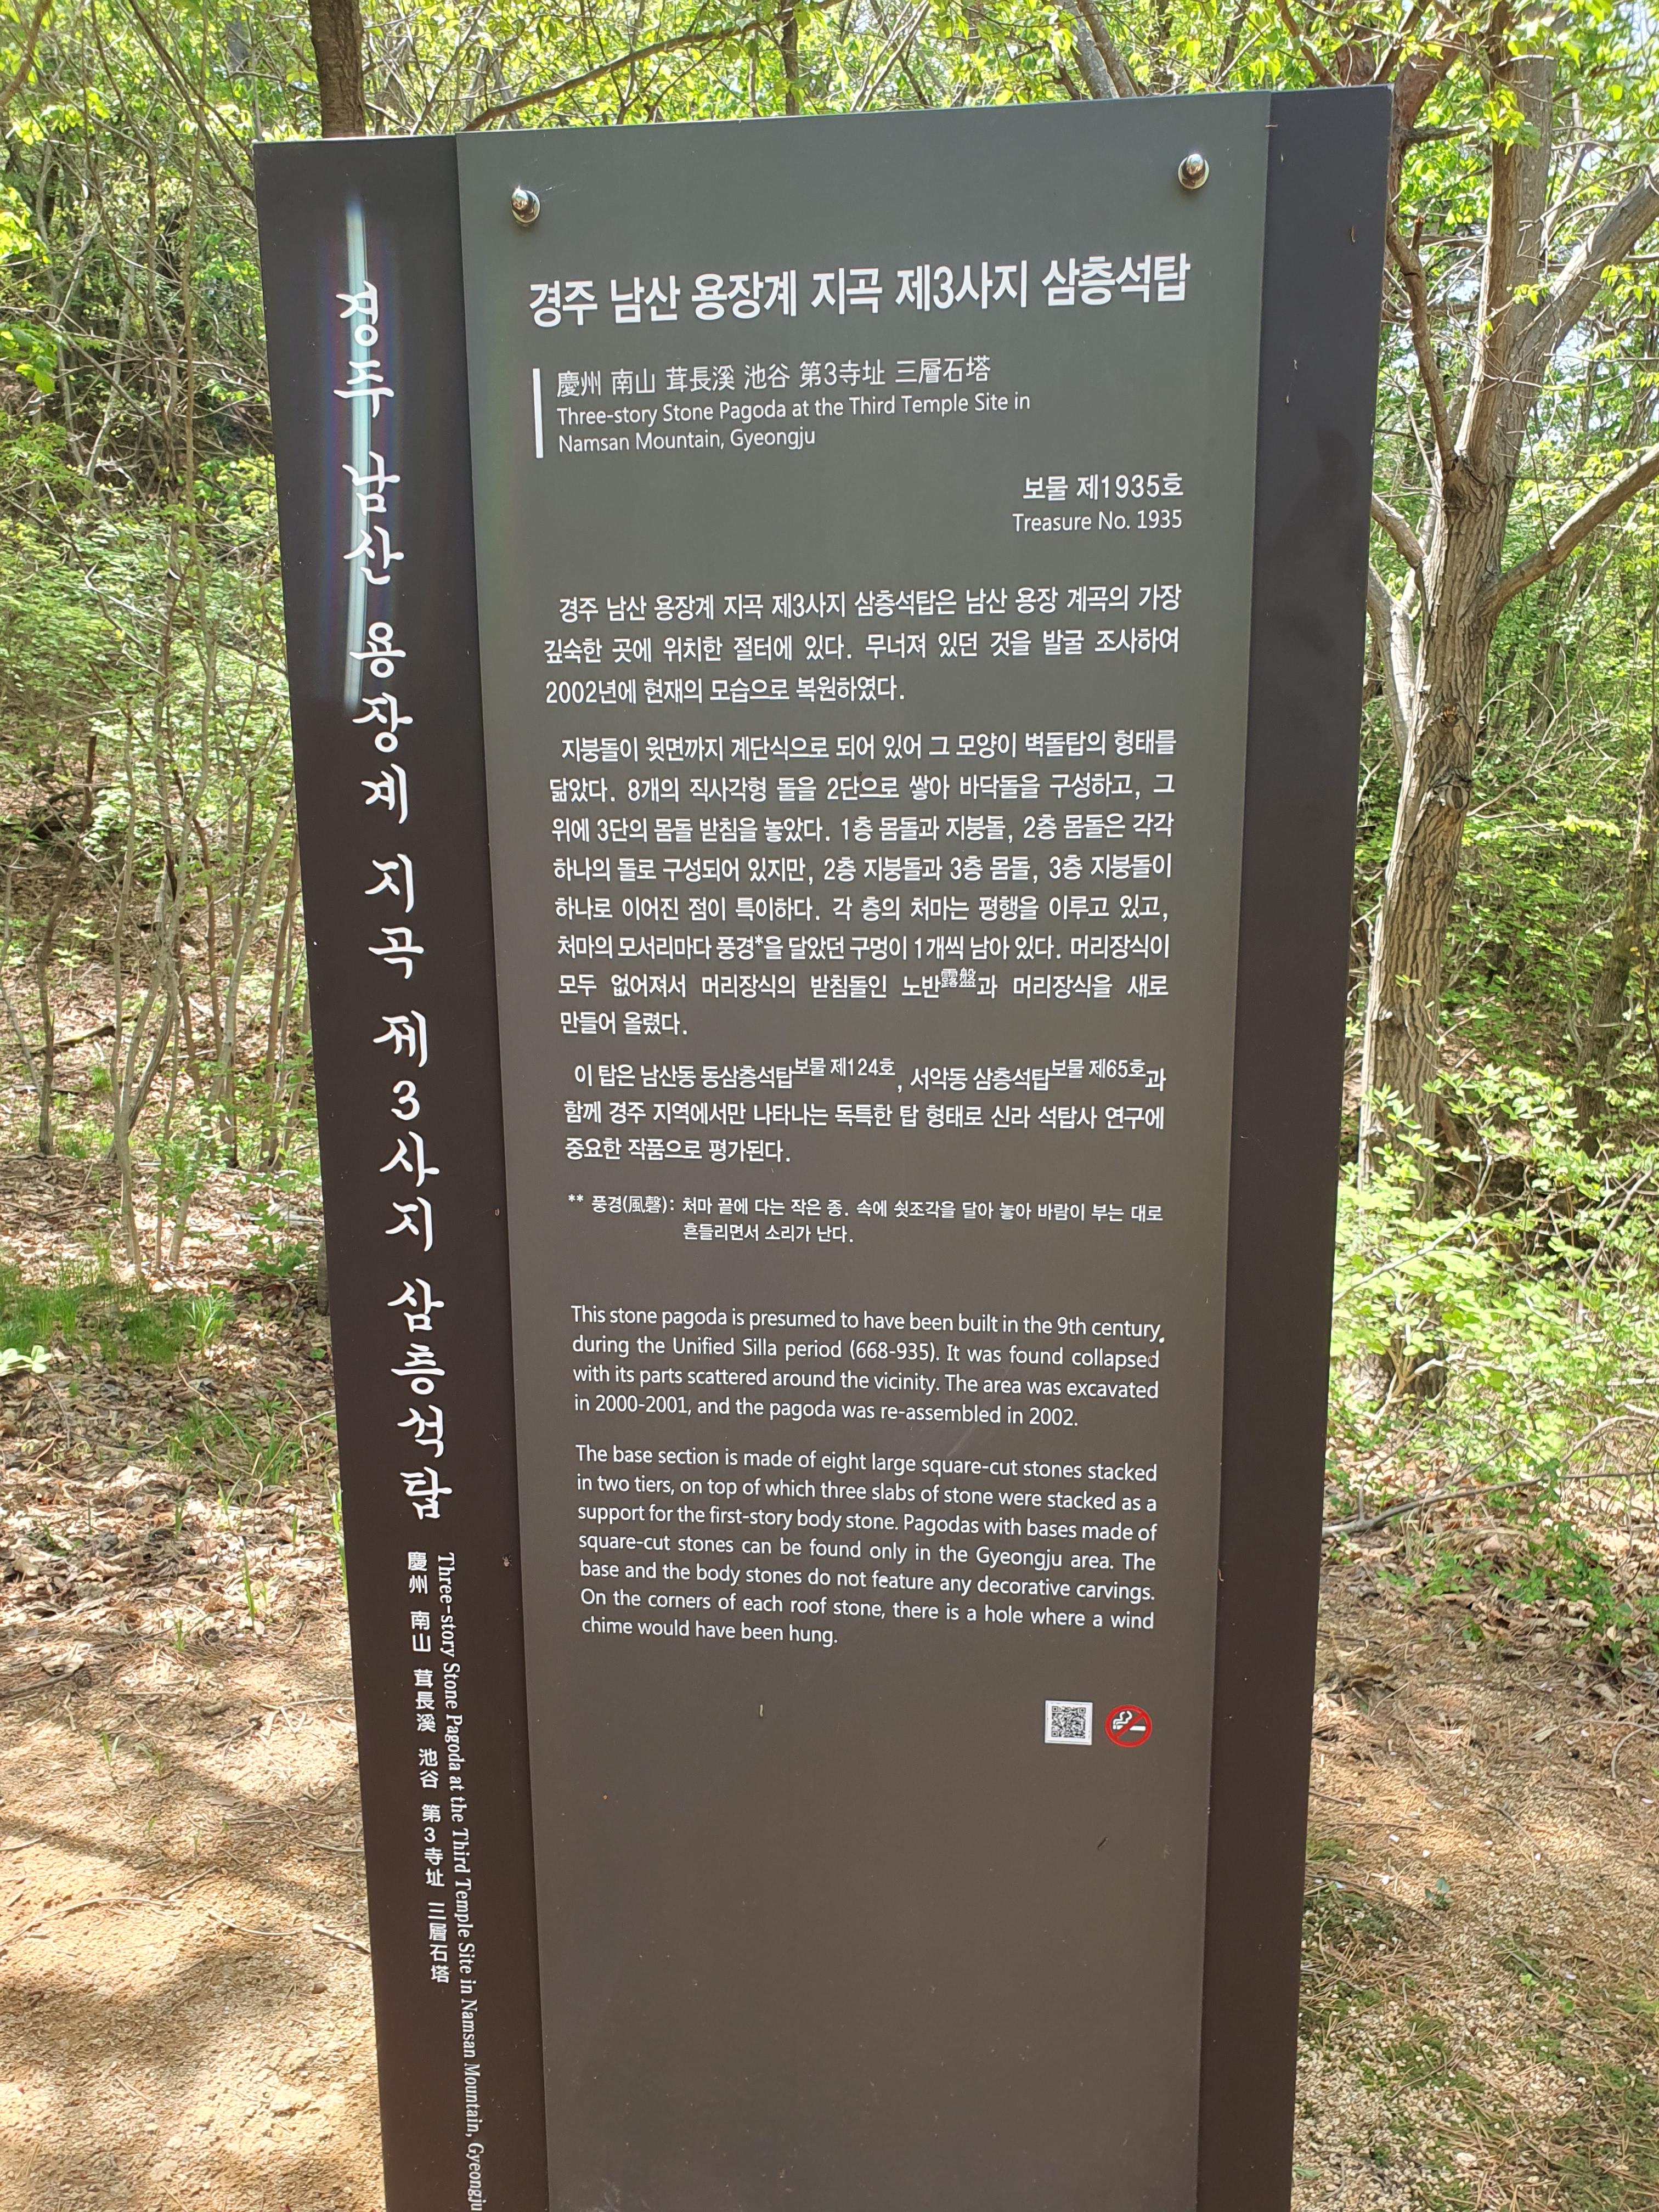 경주 남산 용장계 지곡 제3사지 삼층석탑
慶州 南山 茸長溪 池谷 第3寺址 三層石塔
Three-story Stone Pagoda at the Third Temple Site in Namsan Mountain, Gyeongju
경주 남산 용장계 지곡 제3사지 삼층석탑
慶州 南山 茸長溪 池谷 第3寺址 三層石塔
Three-story Stone Pagoda at the Third Temple Site in
Namsan Mountain, Gyeongju
보물 제1935호
Treasure No. 1935
경주 남산 용장계 지곡 제3사지 삼층석탑은 남산 용장 계곡의 가장
깊숙한 곳에 위치한 절터에 있다. 무너져 있던 것을 발굴 조사하여
2002년에 현재의 모습으로 복원하였다.
지붕돌이 윗면까지 계단식으로 되어 있어 그 모양이 벽돌탑의 형태를
닮았다. 8개의 직사각형 돌을 2단으로 쌓아 바닥돌을 구성하고, 그
위에 3단의 몸돌 받침을 놓았다. 1층 몸돌과 지붕돌, 2층 몸돌은 각각
하나의 돌로 구성되어 있지만, 2층 지붕돌과 3층 몸돌, 3층 지붕돌이
하나로 이어진 점이 특이하다. 각 층의 처마는 평행을 이루고 있고,
처마의 모서리마다 풍경*을 달았던 구멍이 1개씩 남아 있다. 머리장식이
모두 없어져서 머리장식의 받침돌인 노반露盤과 머리장식을 새로
만들어 올렸다.
이 탑은 남산동 동삼층석탑보물 제124호, 서악동 삼층석탑보물 제65호과
함께 경주 지역에서만 나타나는 독특한 탑 형태로 신라 석탑사 연구에
중요한 작품으로 평가된다.
** 풍경(風磬): 처마 끝에 다는 작은 종. 속에 쇳조각을 달아 놓아 바람이 부는 대로
흔들리면서 소리가 난다.
This stone pagoda is presumed to have been built in the 9th century,
during the Unified Silla period (668-935). It was found collapsed
with its parts scattered around the vicinity. The area was excavated
in 2000-2001, and the pagoda was re-assembled in 2002.
The base section is made of eight large square-cut stones stacked
in two tiers, on top of which three slabs of stone were stacked as a
support for the first-story body stone. Pagodas with bases made of
square-cut stones can be found only in the Gyeongju area. The
base and the body stones do not feature any decorative carvings.
On the corners of each roof stone, there is a hole where a wind
chime would have been hung.